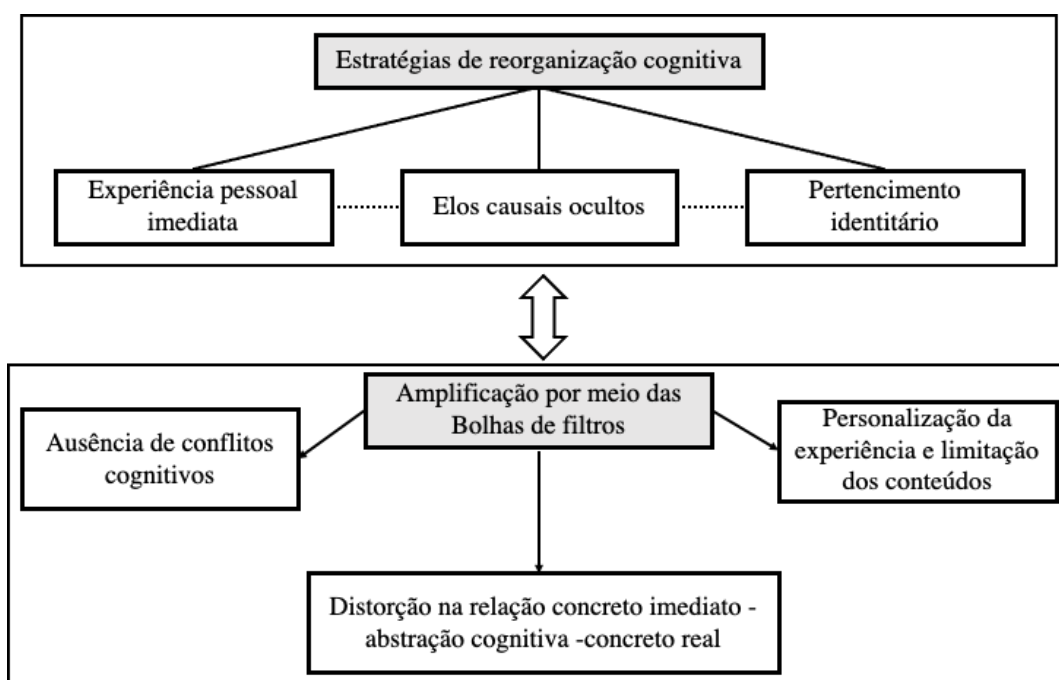 Estratégias de reorganização cognitiva
Experiência pessoal
imediata
Elos causais ocultos
Pertencimento
identitário
Amplificação por meio das
Bolhas de filtros
Ausência de conflitos
cognitivos
Personalização da
experiência e limitação
dos conteúdos
Distorção na relação concreto imediato -
abstração cognitiva -concreto real